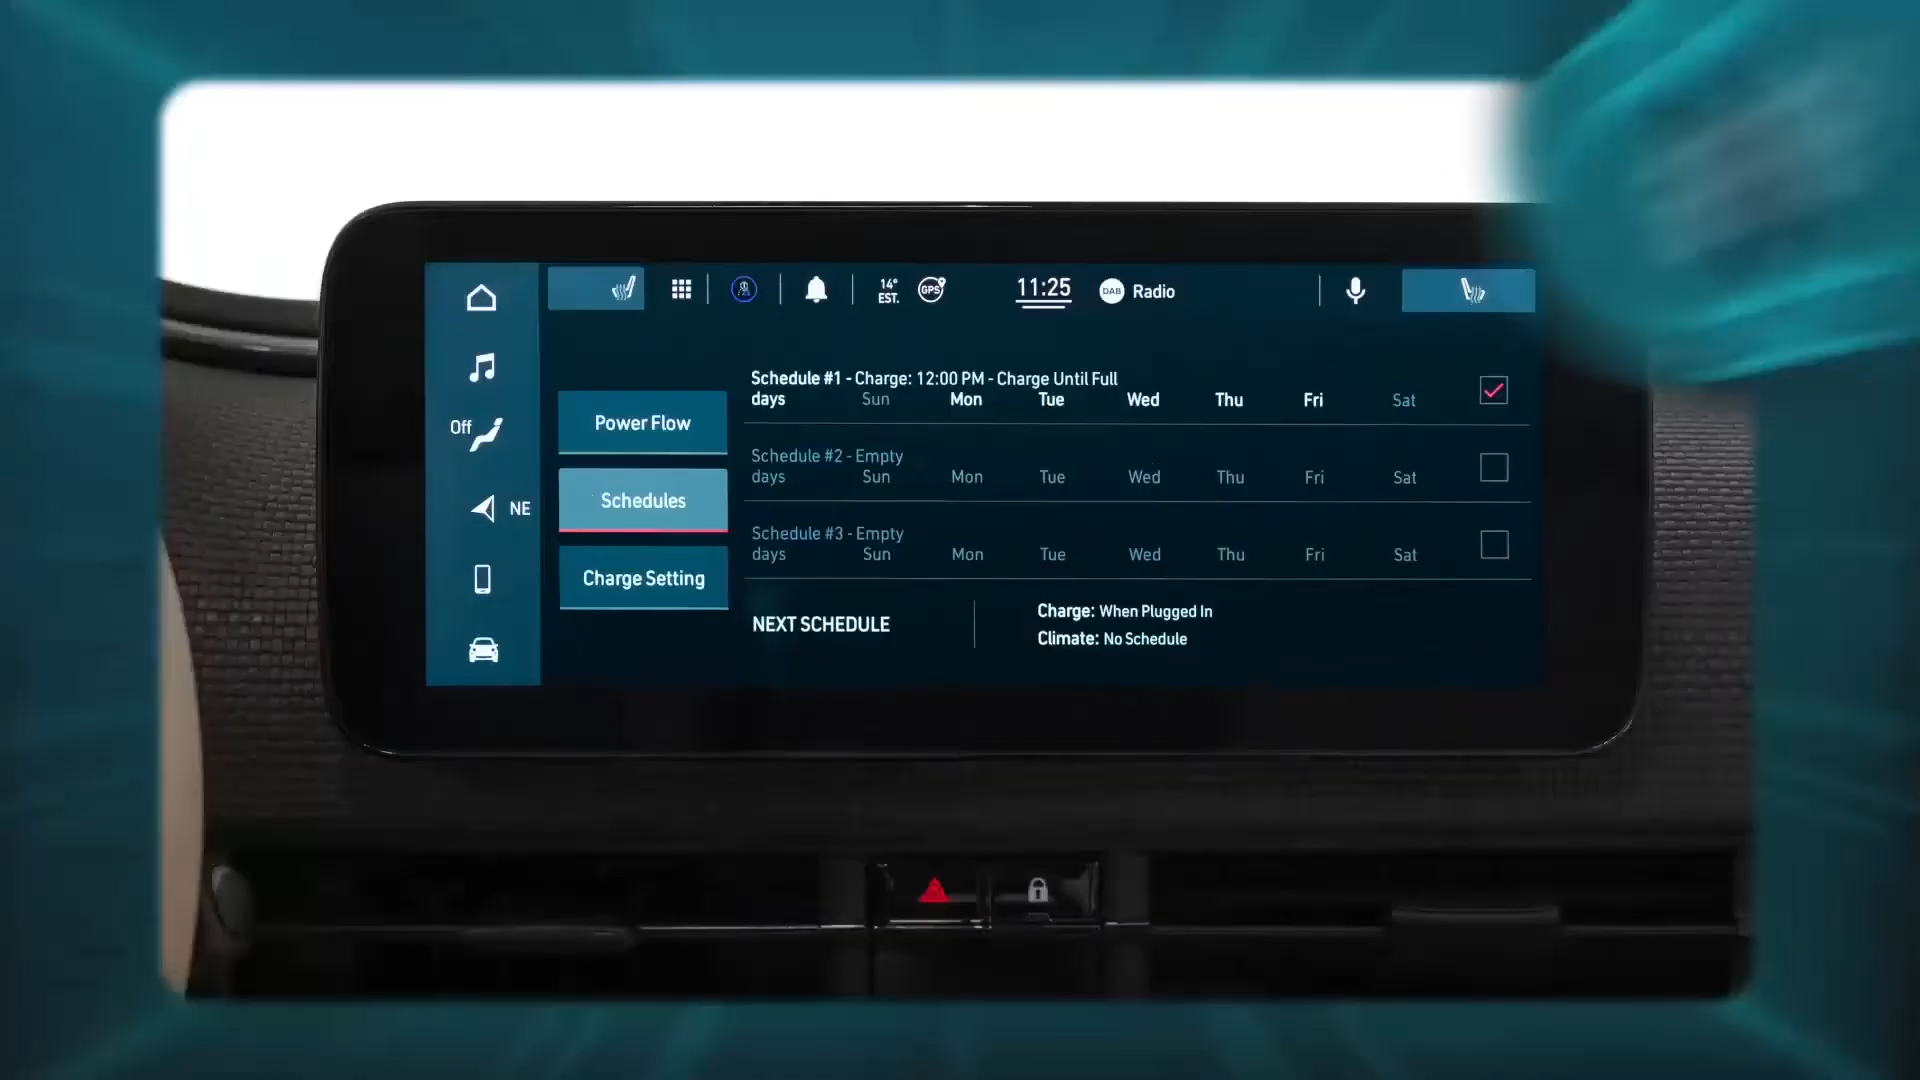 14°
EST.
GPS
11:25
DAB
Radio
Off
NE
Power Flow
Schedules
Charge Setting
Schedule #1 - Charge: 12:00 PM - Charge Until Full
days Sun Mon Tue Wed Thu Fri Sat
Schedule #2 - Empty
days Sun Mon Tue Wed Thu Fri Sat
Schedule #3 - Empty
days Sun Mon Tue Wed Thu Fri Sat
NEXT SCHEDULE
Charge: When Plugged In
Climate: No Schedule